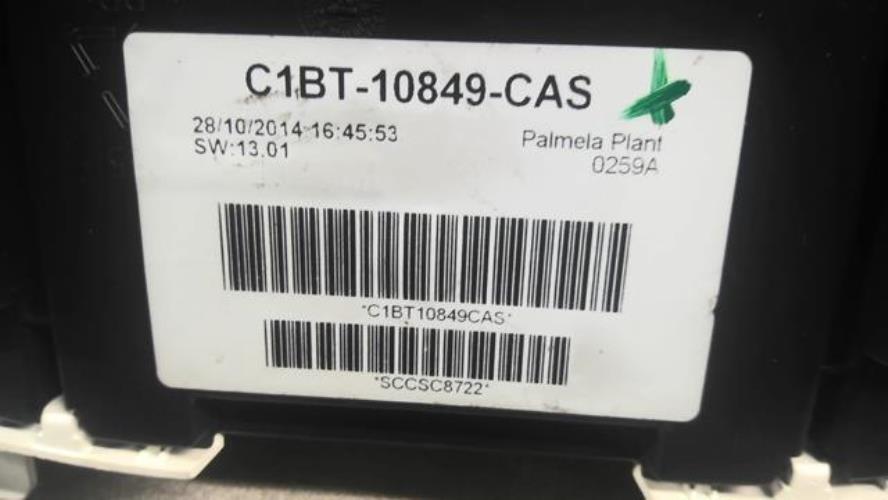 C1BT-10849-CAS
28/10/2014 16:45:53
Palmela Plant
SW:13.01
0259A
*C1BT10849CAS*
*SCCSC8722*